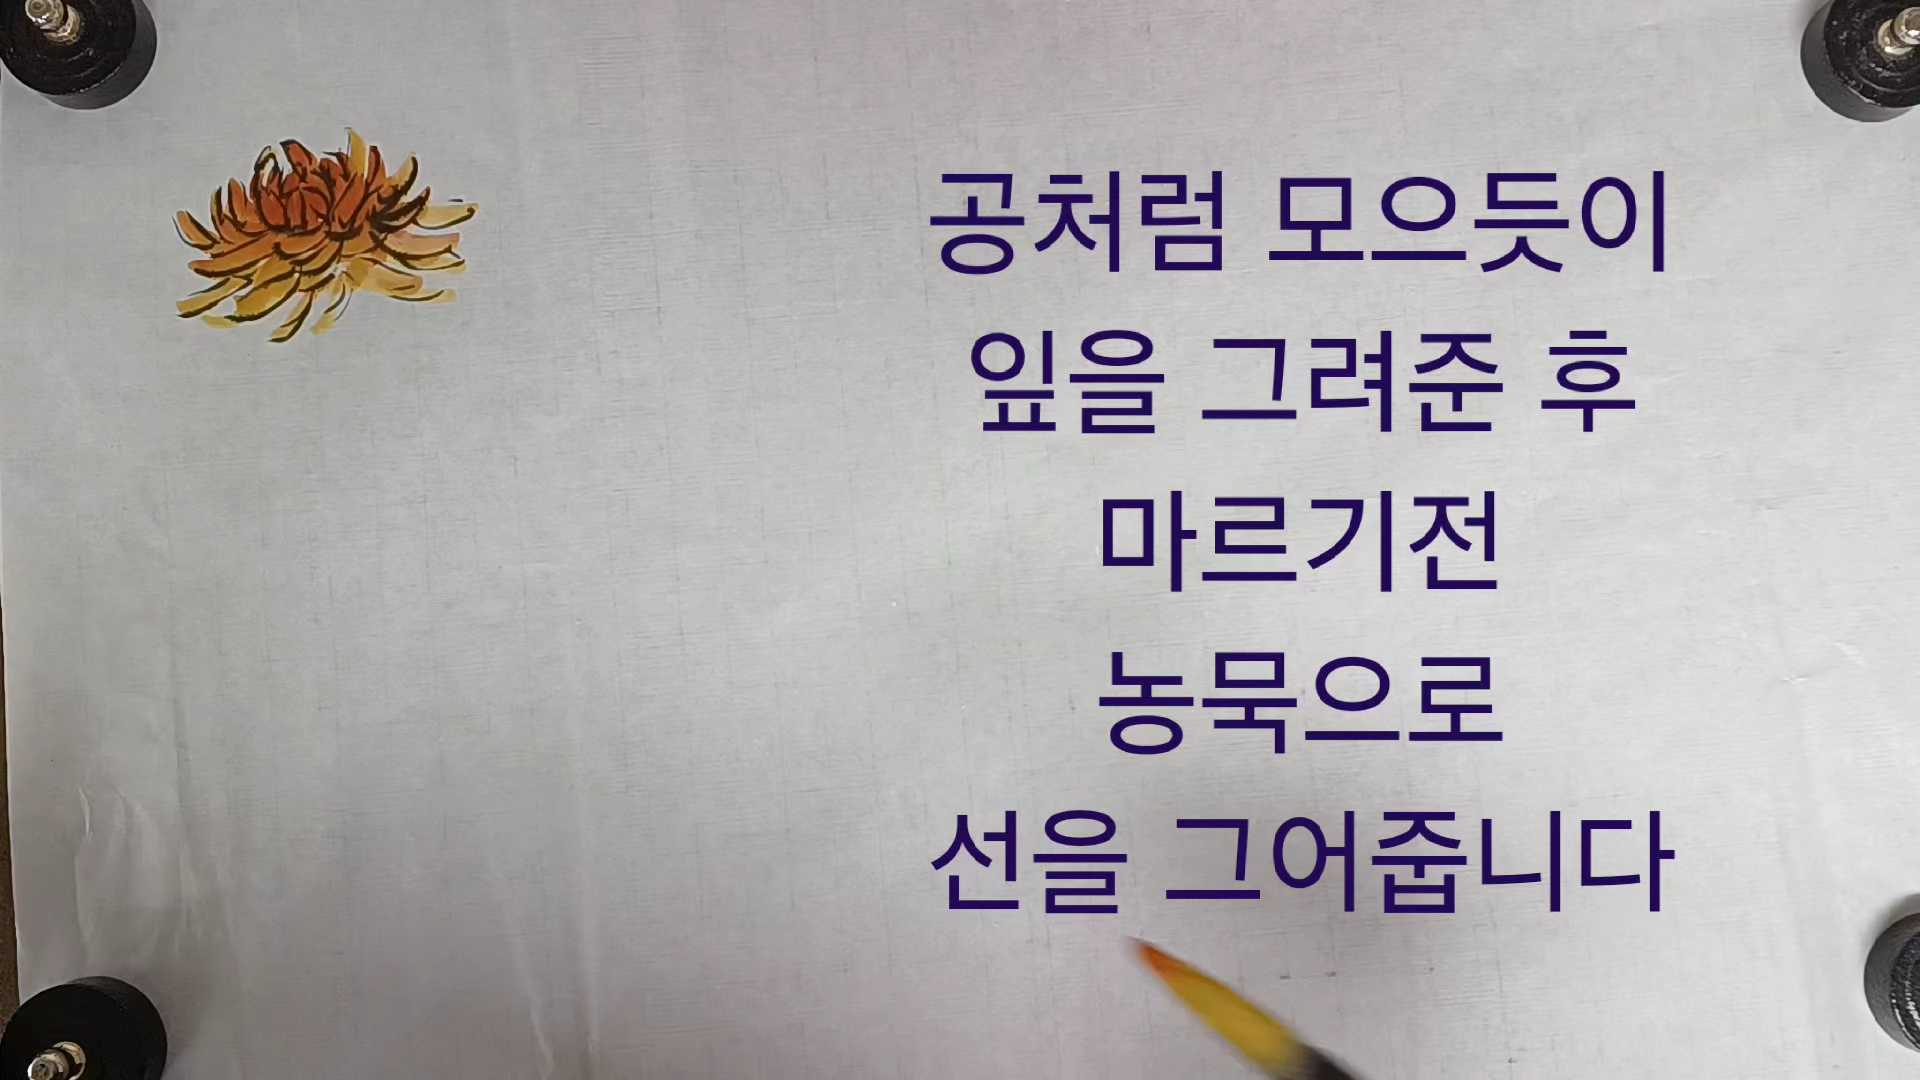 공처럼 모으듯이
잎을 그려준 후
마르기전
농묵으로
선을 그어줍니다